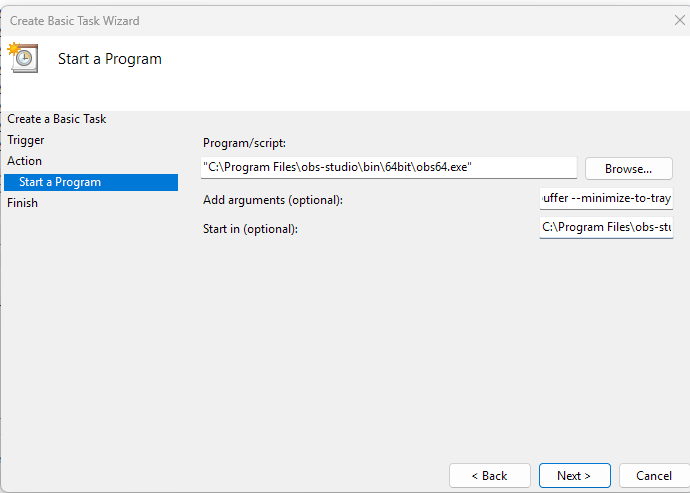 Create Basic Task Wizard
Start a Program
Create a Basic Task
Trigger
Action
Start a Program
Finish
Program/script:
"C:\Program Files\obs-studio\bin\64bit\obs64.exe"
Browse...
Add arguments (optional):
uffer --minimize-to-tray
Start in (optional):
C:\Program Files\obs-stu
< Back
Next >
Cancel